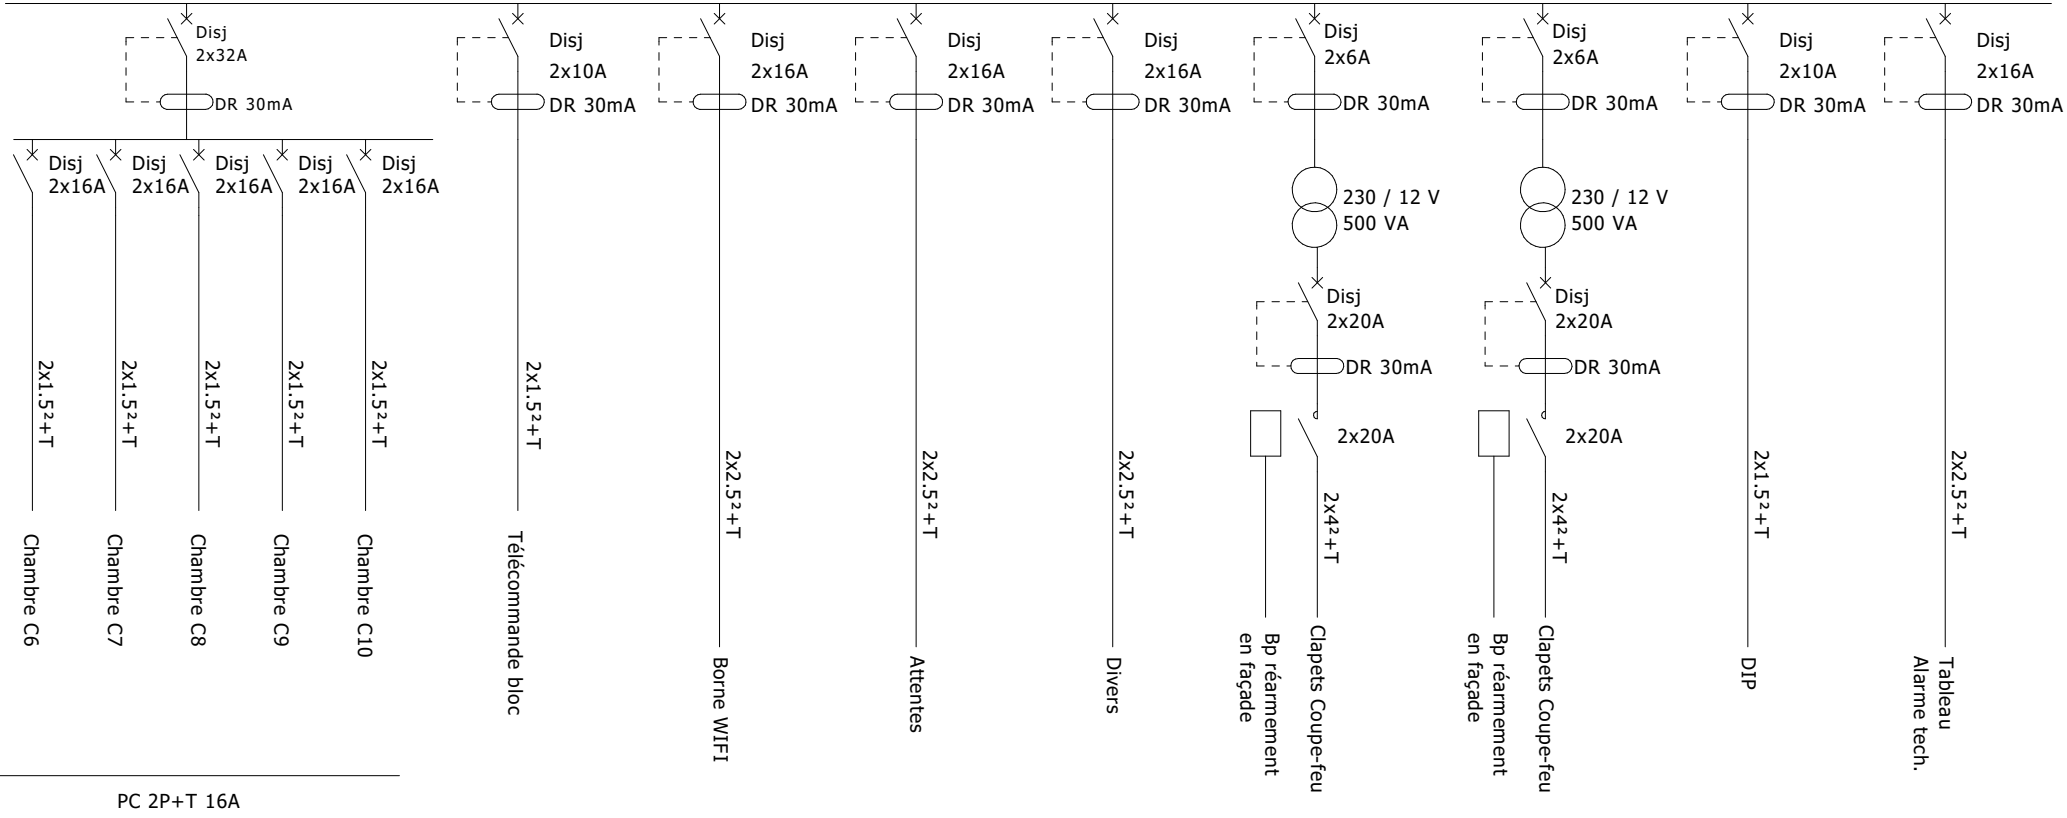 Disj
2x32A
DR 30mA
Disj
2x10A
DR 30mA
Disj
2x16A
DR 30mA
Disj
2x16A
DR 30mA
Disj
2x16A
DR 30mA
Disj
2x6A
DR 30mA
Disj
2x6A
DR 30mA
Disj
2x10A
DR 30mA
Disj
2x16A
DR 30mA
Disj
2x16A
Disj
2x16A
Disj
2x16A
Disj
2x16A
Disj
2x16A
230 / 12 V
500 VA
230 / 12 V
500 VA
Disj
2x20A
DR 30mA
Disj
2x20A
DR 30mA
2x20A
2x20A
2x1.5²+T
2x1.5²+T
2x1.5²+T
2x1.5²+T
2x1.5²+T
2x1.5²+T
2x2.5²+T
2x2.5²+T
2x2.5²+T
2x4²+T
2x4²+T
2x1.5²+T
2x2.5²+T
Chambre C6
Chambre C7
Chambre C8
Chambre C9
Chambre C10
Télécommande bloc
Borne WIFI
Attentes
Divers
Bp réarmement
en façade
Clapets Coupe-feu
Bp réarmement
en façade
Clapets Coupe-feu
DIP
Tableau
Alarme tech.
PC 2P+T 16A